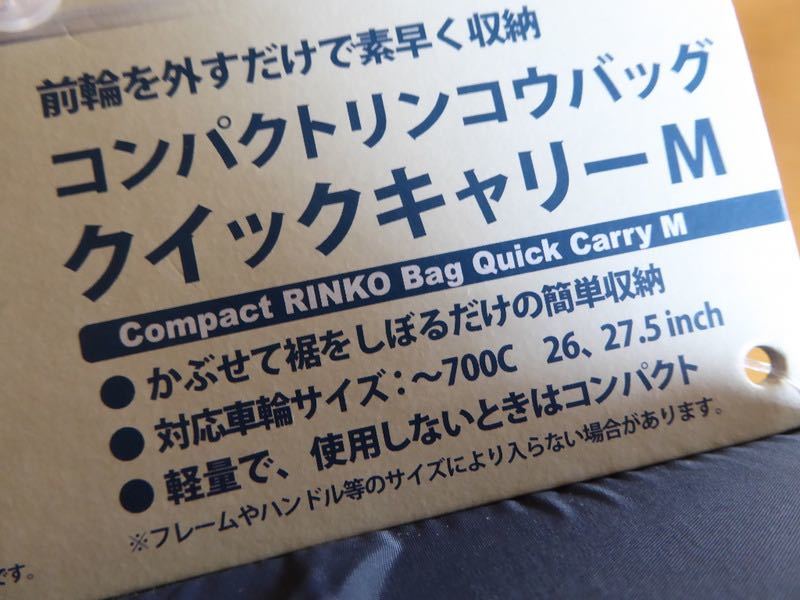 前輪を外すだけで素早く収納
コンパクトリンコウバッグ
クイックキャリーM
Compact RINKO Bag Quick Carry M
●かぶせて裾をしぼるだけの簡単収納
●対応車輪サイズ：～700C 26、27.5 inch
●軽量で、使用しないときはコンパクト
※フレームやハンドル等のサイズにより入らない場合があります。
です。